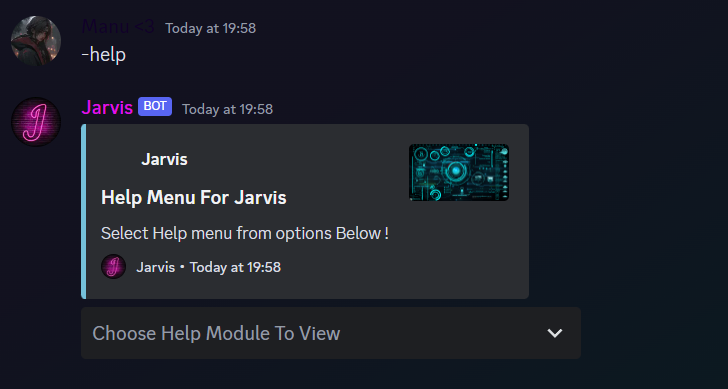 Manu <3 Today at 19:58
-help
Jarvis BOT Today at 19:58
Jarvis
Help Menu For Jarvis
Select Help menu from options Below !
Jarvis • Today at 19:58
Choose Help Module To View